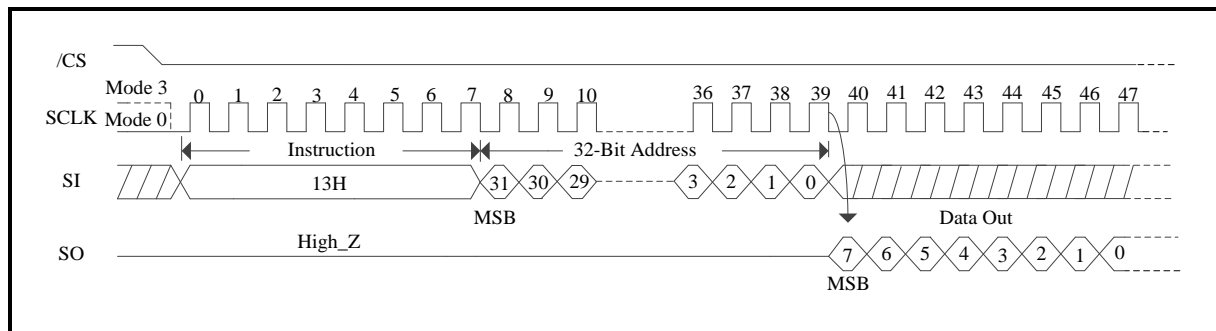 /CS
Mode 3
0 1 2 3 4 5 6 7 8 9 10 36 37 38 39 40 41 42 43 44 45 46 47
SCLK Mode 0
Instruction 32-Bit Address
SI 13H 31 30 29 3 2 1 0
MSB Data Out
High_Z
SO 7 6 5 4 3 2 1 0
MSB